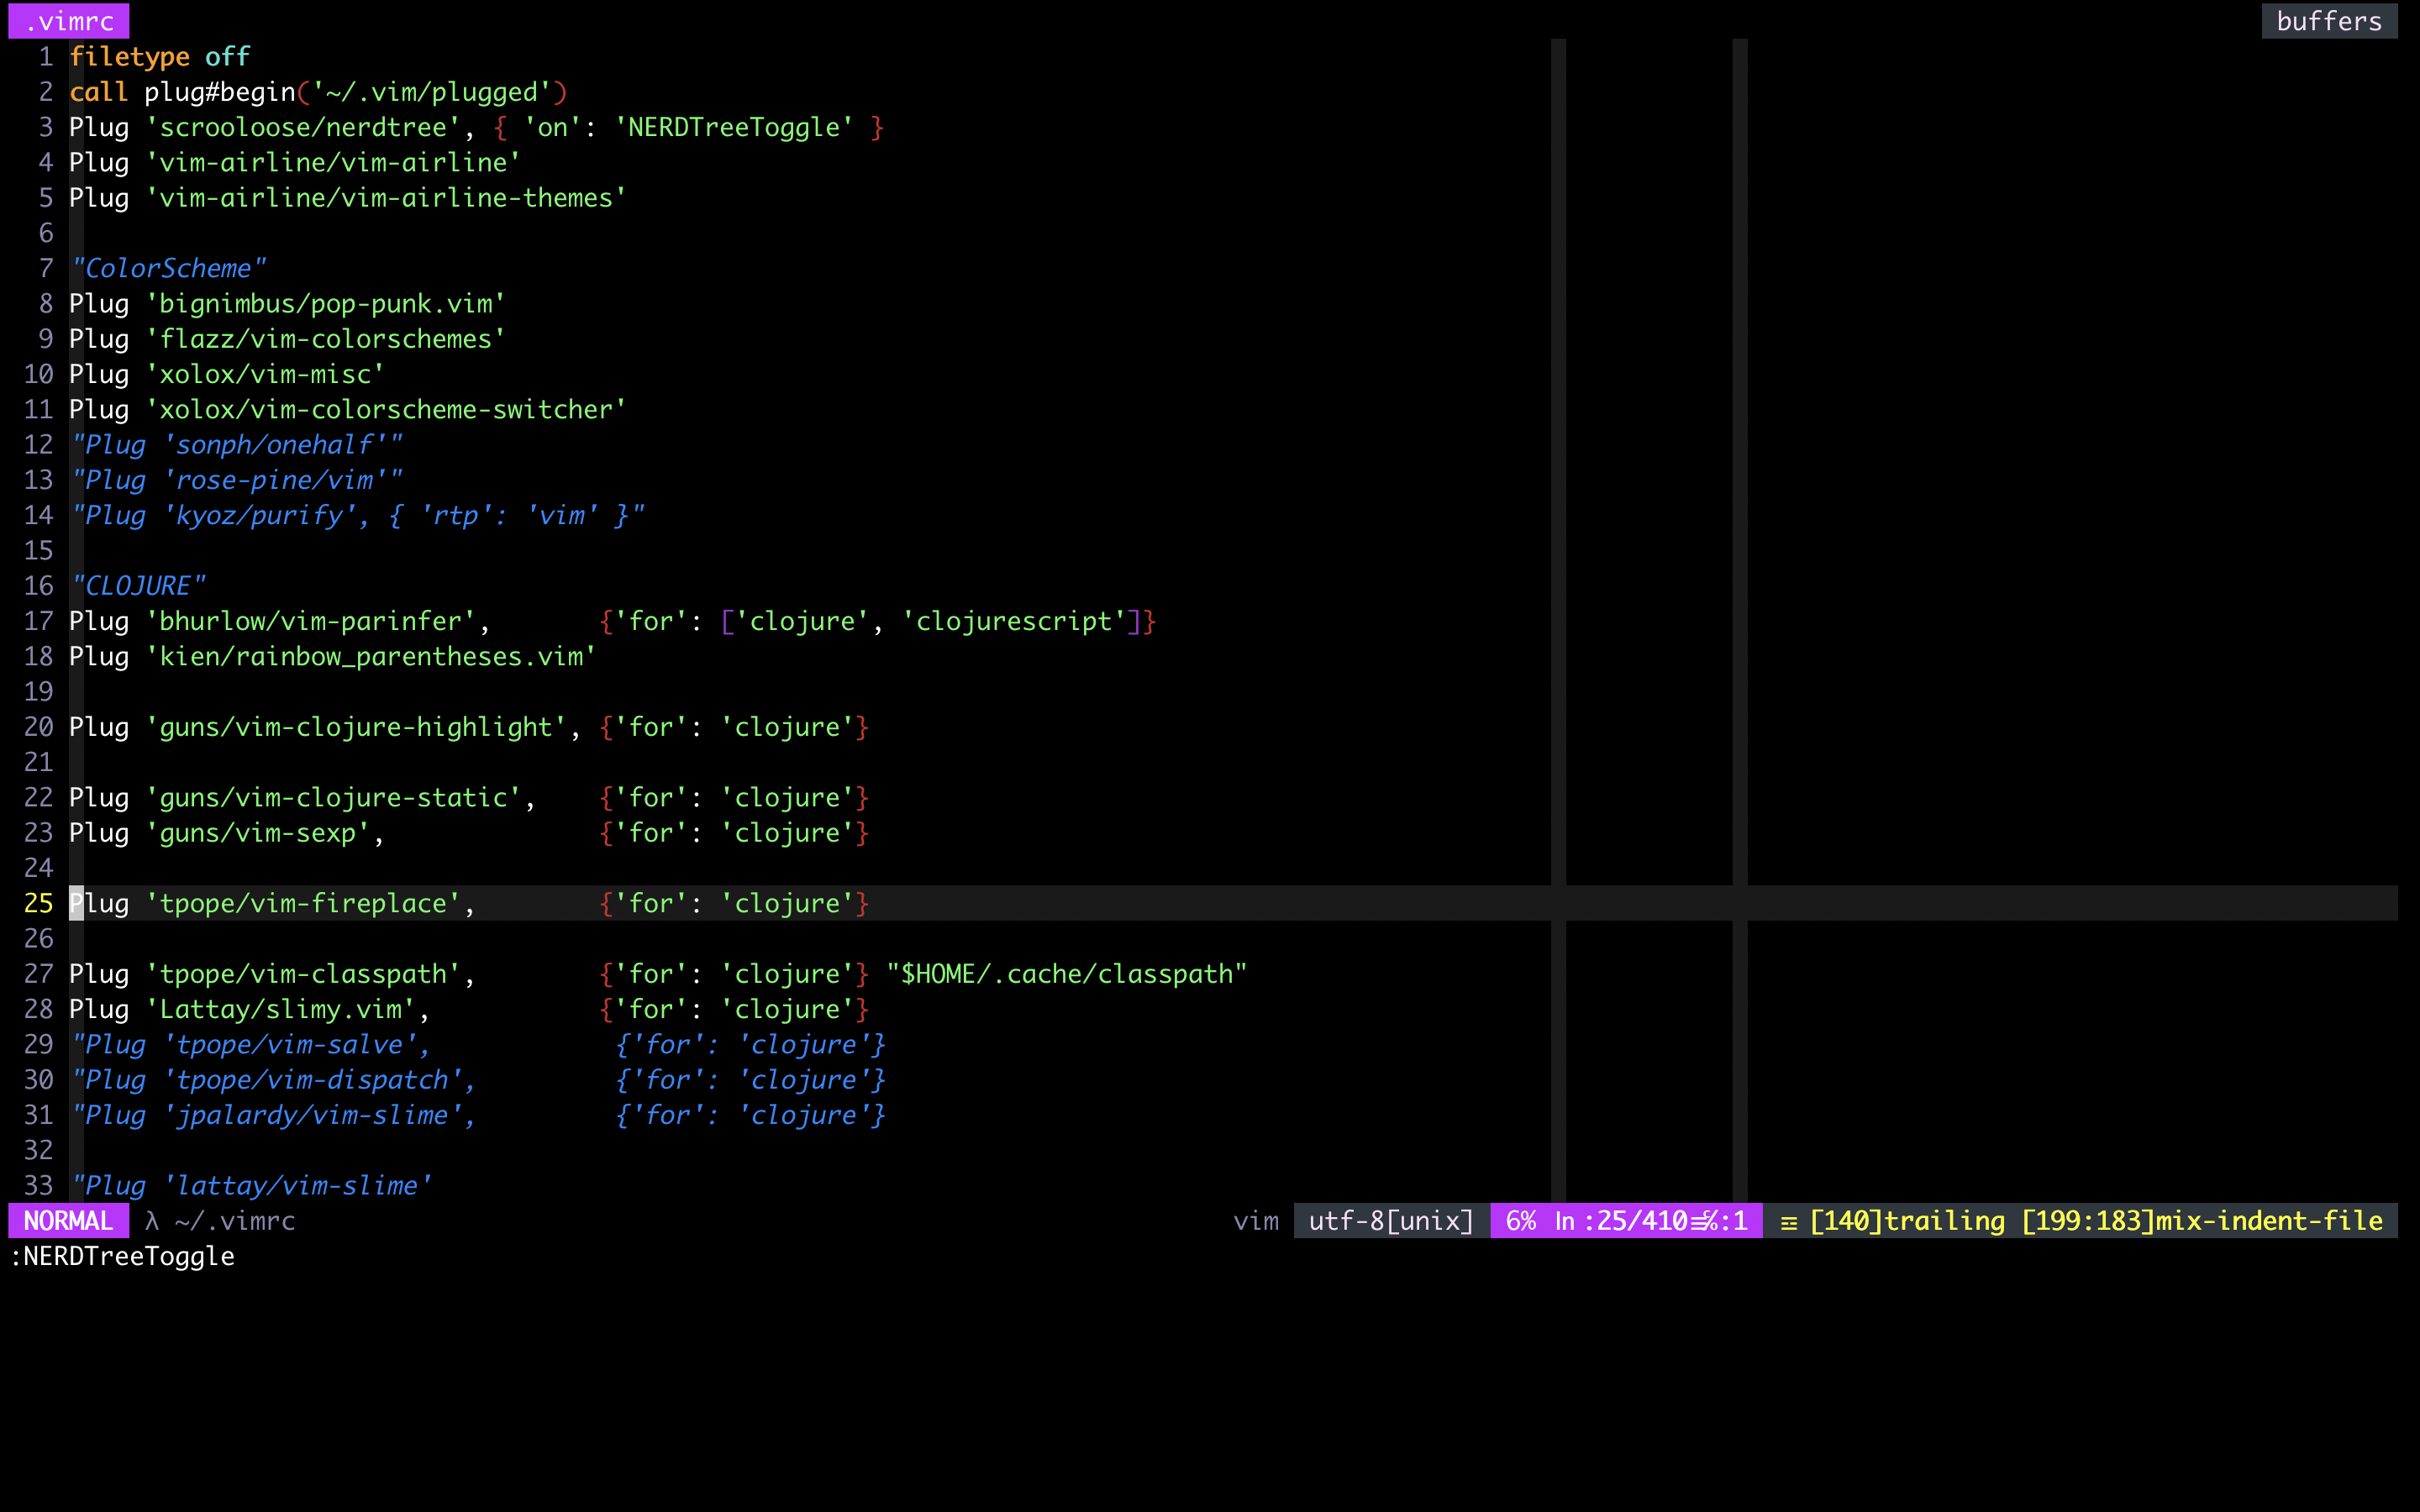 .vimrc buffers
1 filetype off
2 call plug#begin('~/.vim/plugged')
3 Plug 'scrooloose/nerdtree', { 'on': 'NERDTreeToggle' }
4 Plug 'vim-airline/vim-airline'
5 Plug 'vim-airline/vim-airline-themes'
6
7 "ColorScheme"
8 Plug 'bignimbus/pop-punk.vim'
9 Plug 'flazz/vim-colorschemes'
10 Plug 'xolox/vim-misc'
11 Plug 'xolox/vim-colorscheme-switcher'
12 "Plug 'sonph/onehalf'"
13 "Plug 'rose-pine/vim'"
14 "Plug 'kyoz/purify', { 'rtp': 'vim' }"
15
16 "CLOJURE"
17 Plug 'bhurlow/vim-parinfer',       {'for': ['clojure', 'clojurescript']}
18 Plug 'kien/rainbow_parentheses.vim'
19
20 Plug 'guns/vim-clojure-highlight', {'for': 'clojure'}
21
22 Plug 'guns/vim-clojure-static',    {'for': 'clojure'}
23 Plug 'guns/vim-sexp',              {'for': 'clojure'}
24
25 Plug 'tpope/vim-fireplace',        {'for': 'clojure'}
26
27 Plug 'tpope/vim-classpath',        {'for': 'clojure'} "$HOME/.cache/classpath"
28 Plug 'Lattay/slimy.vim',           {'for': 'clojure'}
29 "Plug 'tpope/vim-salve',            {'for': 'clojure'}
30 "Plug 'tpope/vim-dispatch',         {'for': 'clojure'}
31 "Plug 'jpalardy/vim-slime',         {'for': 'clojure'}
32
33 "Plug 'lattay/vim-slime'
NORMAL λ ~/.vimrc vim utf-8[unix] 6% ln :25/410≡℅:1 ☲ [140]trailing [199:183]mix-indent-file
:NERDTreeToggle